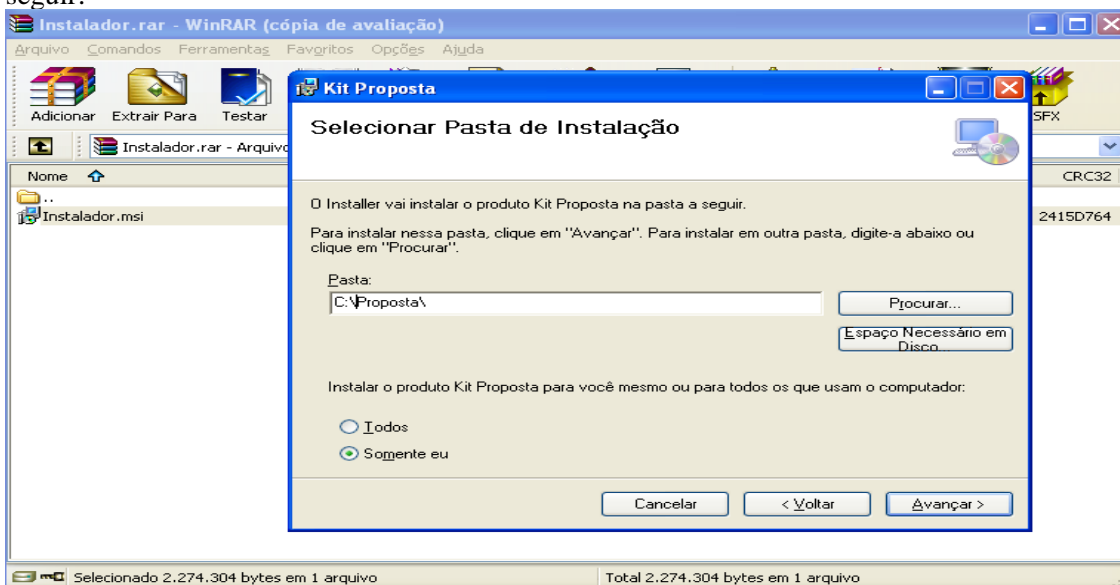 seguir:
Instalador.rar - WinRAR (cópia de avaliação)
Arquivo Comandos Ferramentas Favoritos Opções Ajuda
Adicionar Extrair Para Testar SFX
Instalador.rar - Arquivo
Nome CRC32
..
Instalador.msi 2415D764
Kit Proposta
Selecionar Pasta de Instalação
O Installer vai instalar o produto Kit Proposta na pasta a seguir.
Para instalar nessa pasta, clique em "Avançar". Para instalar em outra pasta, digite-a abaixo ou
clique em "Procurar".
Pasta:
C:\Proposta\
Procurar...
Espaço Necessário em
Disco...
Instalar o produto Kit Proposta para você mesmo ou para todos os que usam o computador:
Todos
Somente eu
Cancelar < Voltar Avançar >
Selecionado 2.274.304 bytes em 1 arquivo Total 2.274.304 bytes em 1 arquivo